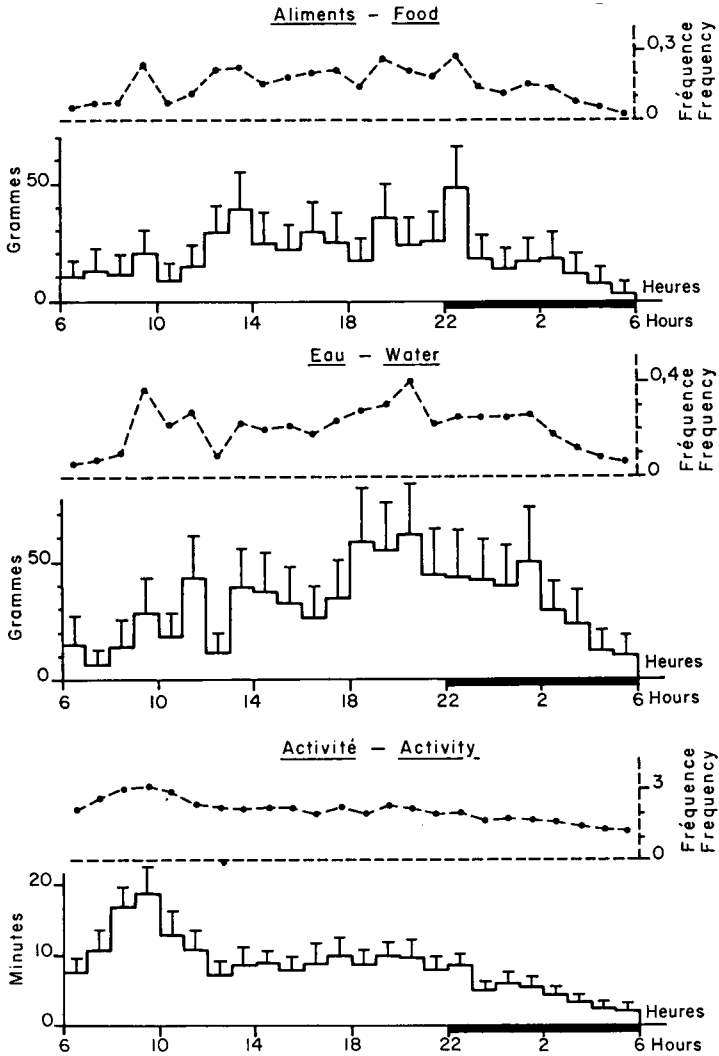 Aliments – Food
0,3
0
Fréquence
Frequency
Grammes
50
0
Heures
6 10 14 18 22 2 6 Hours
Eau – Water
0,4
0
Fréquence
Frequency
Grammes
50
0
Heures
6 10 14 18 22 2 6 Hours
Activité – Activity
3
0
Fréquence
Frequency
Minutes
20
10
0
Heures
6 10 14 18 22 2 6 Hours